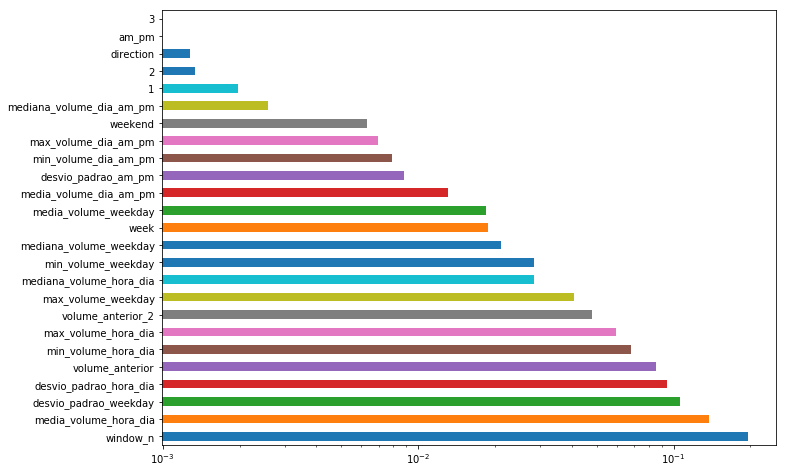 3
am_pm
direction
2
1
mediana_volume_dia_am_pm
weekend
max_volume_dia_am_pm
min_volume_dia_am_pm
desvio_padrao_am_pm
media_volume_dia_am_pm
media_volume_weekday
week
mediana_volume_weekday
min_volume_weekday
mediana_volume_hora_dia
max_volume_weekday
volume_anterior_2
max_volume_hora_dia
min_volume_hora_dia
volume_anterior
desvio_padrao_hora_dia
desvio_padrao_weekday
media_volume_hora_dia
window_n
10⁻³ 10⁻² 10⁻¹